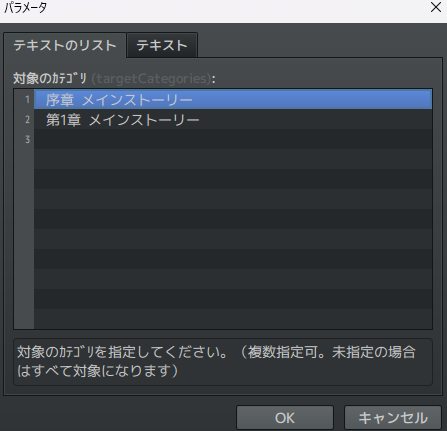 パラメータ
テキストのリスト テキスト
対象のｶﾃｺﾞﾘ (targetCategories):
1 序章 メインストーリー
2 第1章 メインストーリー
3
対象のｶﾃｺﾞﾘを指定してください。（複数指定可。未指定の場合
はすべて対象になります）
OK キャンセル